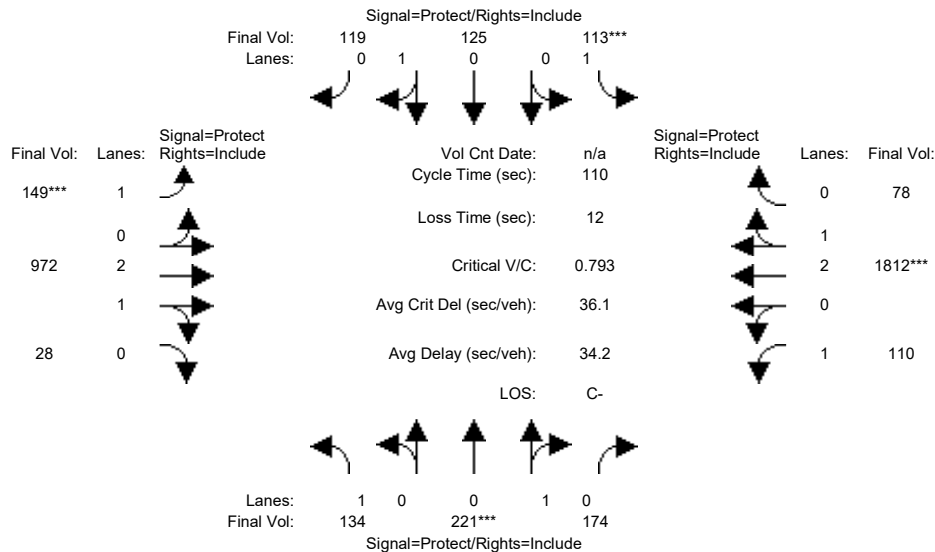 Signal=Protect/Rights=Include
Final Vol: 119 125 113***
Lanes: 0 1 0 0 1
Signal=Protect Signal=Protect
Final Vol: Lanes: Rights=Include Vol Cnt Date: n/a Rights=Include Lanes: Final Vol:
Cycle Time (sec): 110
149*** 1 0 78
Loss Time (sec): 12
0 1
972 2 Critical V/C: 0.793 2 1812***
1 Avg Crit Del (sec/veh): 36.1 0
28 0 Avg Delay (sec/veh): 34.2 1 110
LOS: C-
Lanes: 1 0 0 1 0
Final Vol: 134 221*** 174
Signal=Protect/Rights=Include